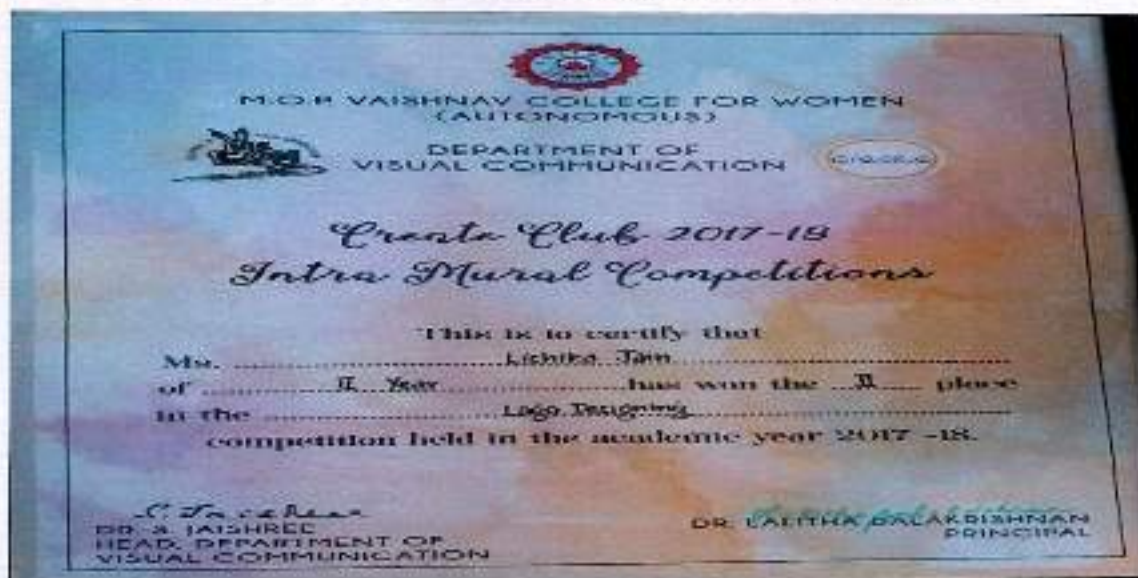 M.O.P. VAISHNAV COLLEGE FOR WOMEN
(AUTONOMOUS)
DEPARTMENT OF
VISUAL COMMUNICATION
Club 2017-18
Intra Mural Competitions
This is to certify that
Ms. Jain
of II Year has won the II place
in the Logo Designing
competition held in the academic year 2017 -18.
DR. S. JAISHREE
HEAD, DEPARTMENT OF
VISUAL COMMUNICATION
DR. LALITHA BALAKRISHNAN
PRINCIPAL